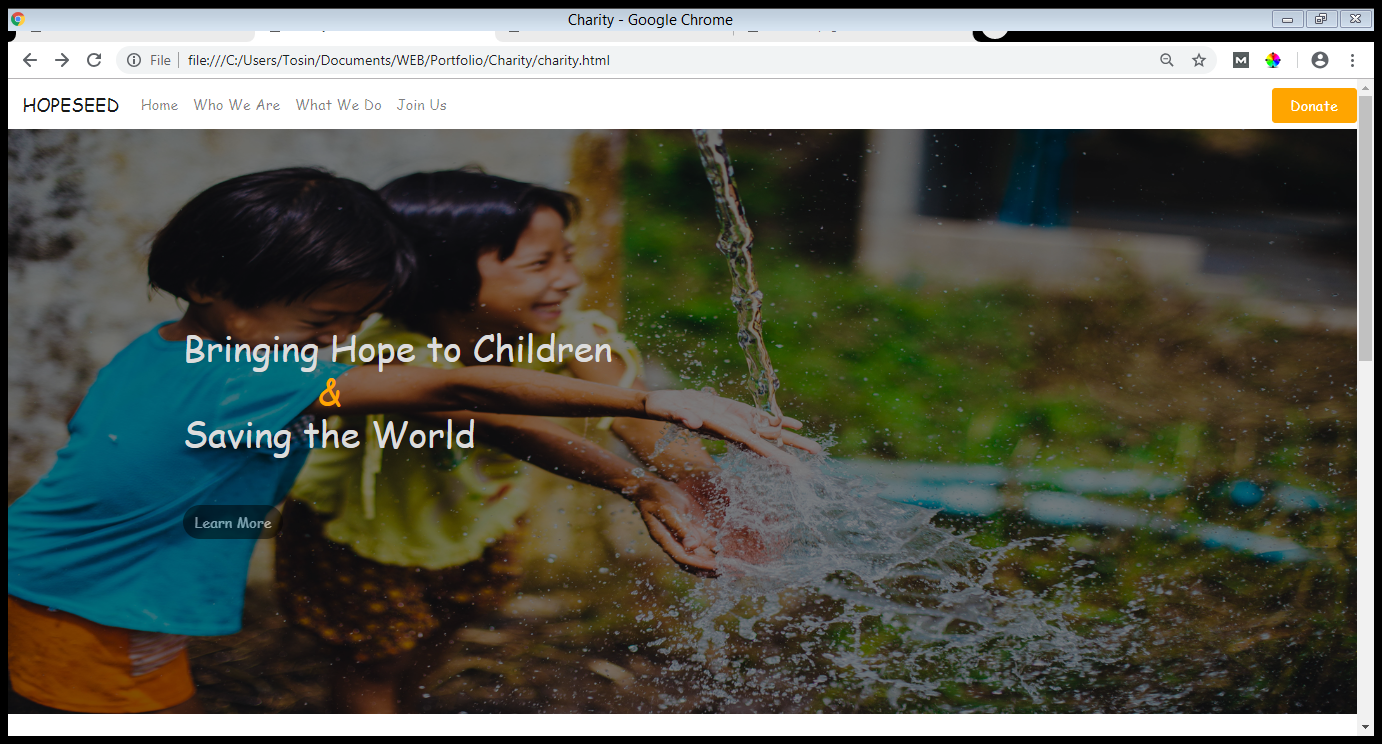 Charity - Google Chrome
File file:///C:/Users/Tosin/Documents/WEB/Portfolio/Charity/charity.html
HOPESEED Home Who We Are What We Do Join Us Donate
Bringing Hope to Children
&
Saving the World
Learn More